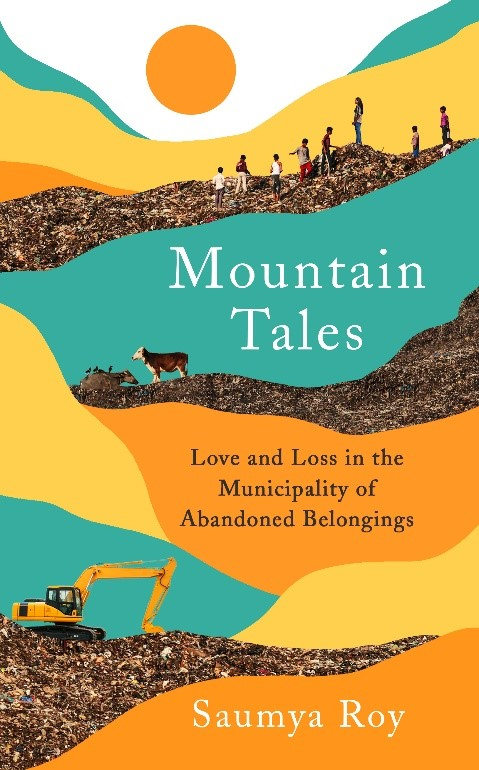 Mountain
Tales
Love and Loss in the
Municipality of
Abandoned Belongings
Saumya Roy